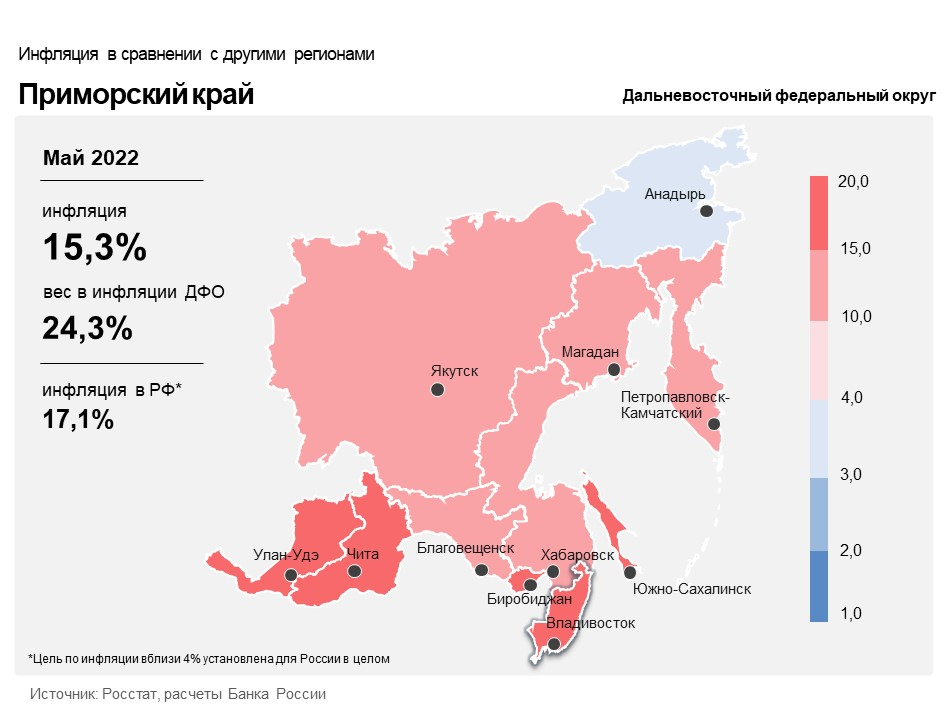 Инфляция в сравнении с другими регионами
Приморский край
Дальневосточный федеральный округ
Май 2022
инфляция
15,3%
вес в инфляции ДФО
24,3%
инфляция в РФ*
17,1%
Анадырь
Магадан
Якутск
Петропавловск-
Камчатский
Улан-Удэ
Чита
Благовещенск
Хабаровск
Биробиджан
Южно-Сахалинск
Владивосток
20,0
15,0
10,0
4,0
3,0
2,0
1,0
*Цель по инфляции вблизи 4% установлена для России в целом
Источник: Росстат, расчеты Банка России